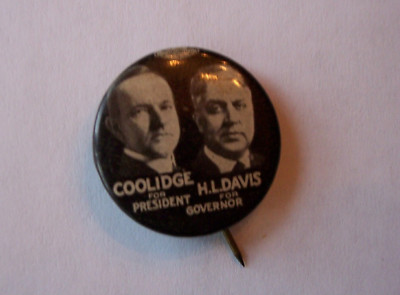 COOLIDGE
FOR
PRESIDENT
H.L.DAVIS
FOR
GOVERNOR